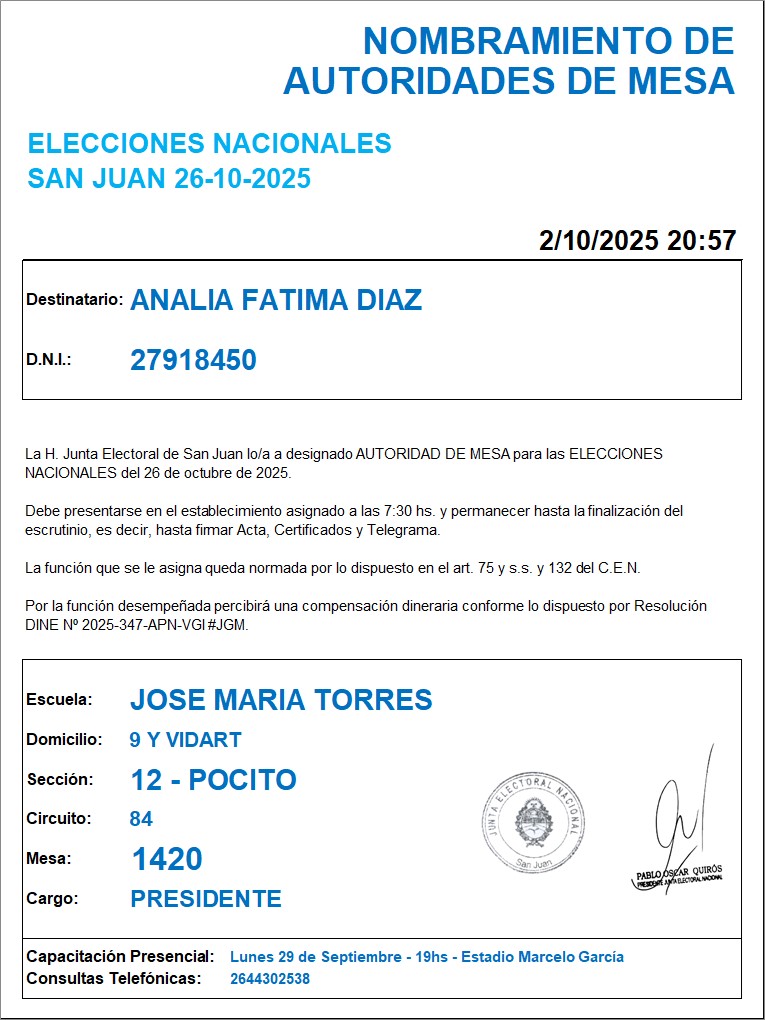 NOMBRAMIENTO DE
AUTORIDADES DE MESA
ELECCIONES NACIONALES
SAN JUAN 26-10-2025
2/10/2025 20:57
Destinatario: ANALIA FATIMA DIAZ
D.N.I.: 27918450
La H. Junta Electoral de San Juan lo/a a designado AUTORIDAD DE MESA para las ELECCIONES
NACIONALES del 26 de octubre de 2025.
Debe presentarse en el establecimiento asignado a las 7:30 hs. y permanecer hasta la finalización del
escrutinio, es decir, hasta firmar Acta, Certificados y Telegrama.
La función que se le asigna queda normada por lo dispuesto en el art. 75 y s.s. y 132 del C.E.N.
Por la función desempeñada percibirá una compensación dineraria conforme lo dispuesto por Resolución
DINE Nº 2025-347-APN-VGI#JGM.
Escuela: JOSE MARIA TORRES
Domicilio: 9 Y VIDART
Sección: 12 - POCITO
Circuito: 84
Mesa: 1420
Cargo: PRESIDENTE
JUNTA ELECTORAL NACIONAL
San Juan
PABLO OSCAR QUIRÓS
PRESIDENTE JUNTA ELECTORAL NACIONAL
Capacitación Presencial: Lunes 29 de Septiembre - 19hs - Estadio Marcelo García
Consultas Telefónicas: 2644302538